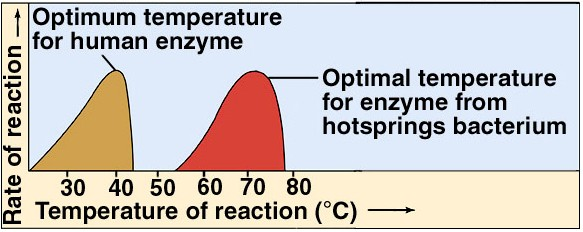 Optimum temperature
for human enzyme
Optimal temperature
for enzyme from
hotsprings bacterium
Rate of reaction
30 40 50 60 70 80
Temperature of reaction (°C)